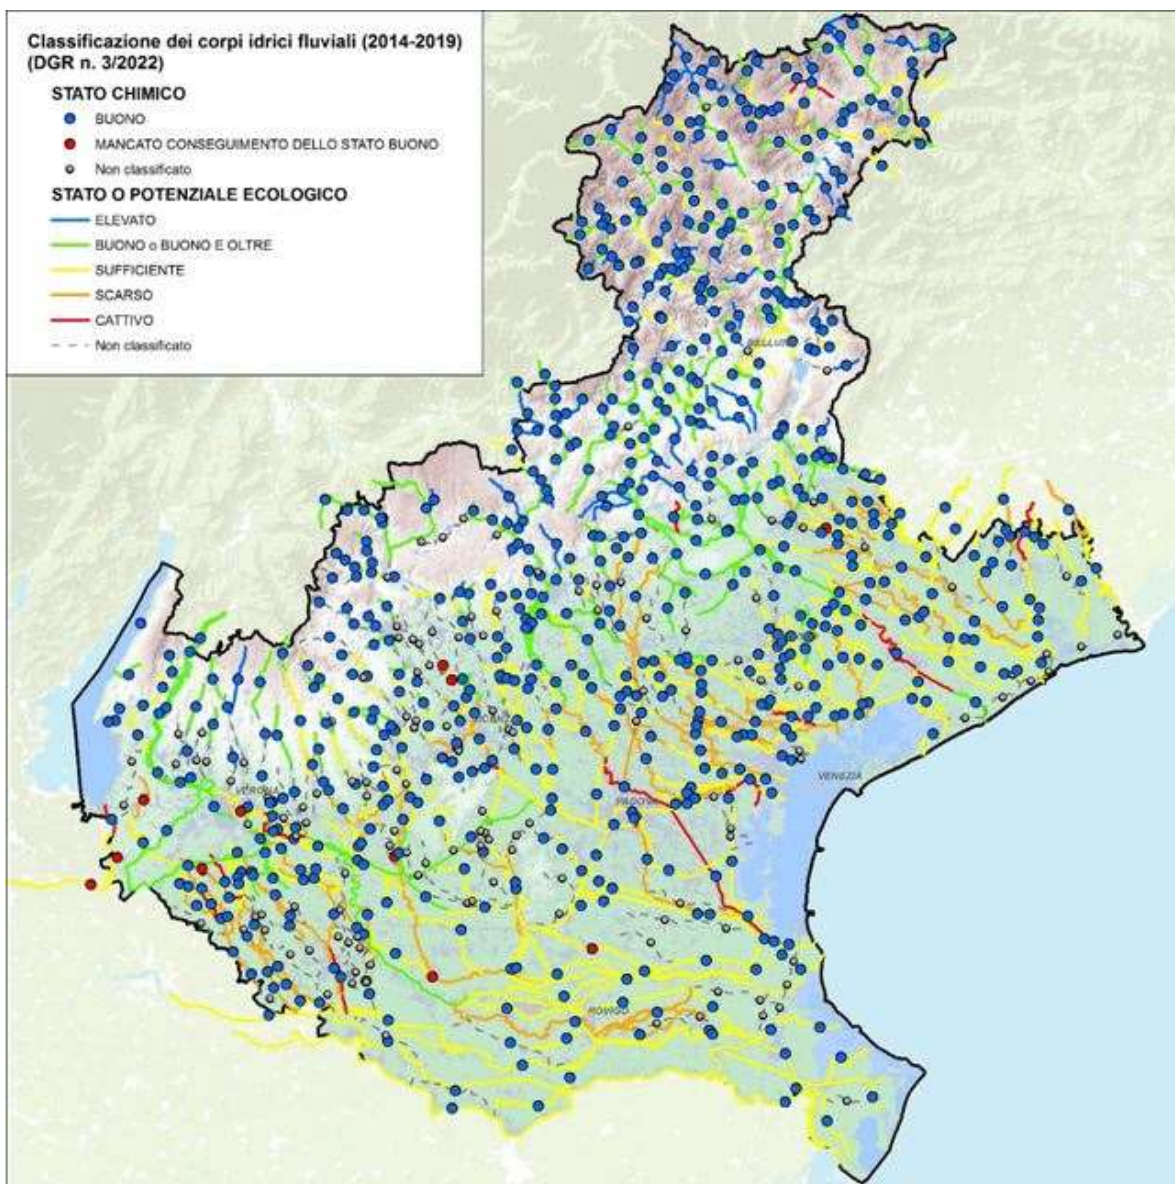 Classificazione dei corpi idrici fluviali (2014-2019)
(DGR n. 3/2022)
STATO CHIMICO
BUONO
MANCATO CONSEGUIMENTO DELLO STATO BUONO
Non classificato
STATO O POTENZIALE ECOLOGICO
ELEVATO
BUONO o BUONO E OLTRE
SUFFICIENTE
SCARSO
CATTIVO
Non classificato
BELLUNO
VENEZIA
VERONA
PADOVA
ROVIGO